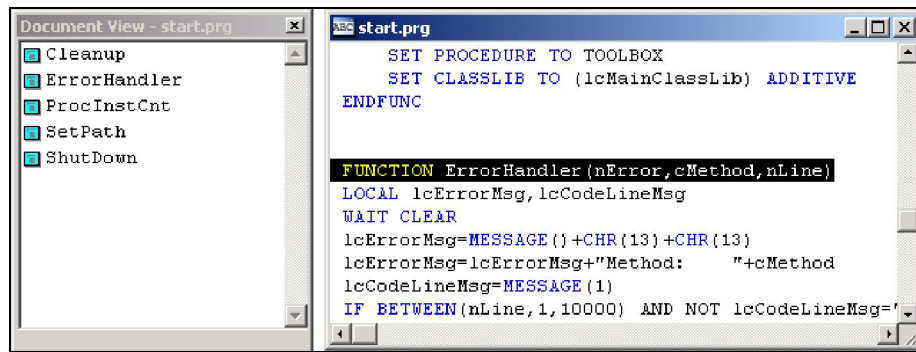 Document View - start.prg
Cleanup
ErrorHandler
ProcInstCnt
SetPath
ShutDown
ABC start.prg
SET PROCEDURE TO TOOLBOX
SET CLASSLIB TO (lcMainClassLib) ADDITIVE
ENDFUNC
FUNCTION ErrorHandler(nError,cMethod,nLine)
LOCAL lcErrorMsg,lcCodeLineMsg
WAIT CLEAR
lcErrorMsg=MESSAGE()+CHR(13)+CHR(13)
lcErrorMsg=lcErrorMsg+"Method:    "+cMethod
lcCodeLineMsg=MESSAGE(1)
IF BETWEEN(nLine,1,10000) AND NOT lcCodeLineMsg='